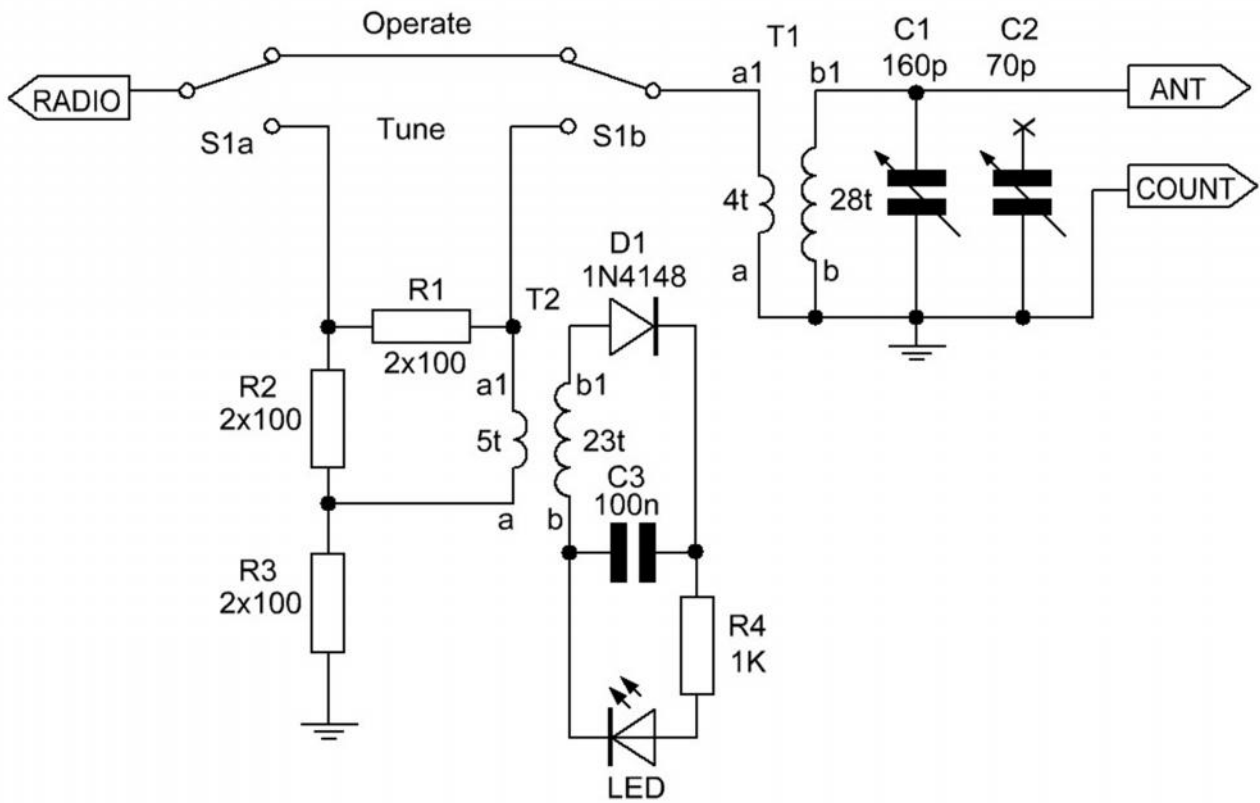 Operate
RADIO
S1a
Tune
S1b
T1
a1
b1
4t
28t
a
b
C1
160p
C2
70p
ANT
COUNT
D1
1N4148
R1
2x100
T2
R2
2x100
a1
b1
5t
23t
a
b
C3
100n
R3
2x100
R4
1K
LED